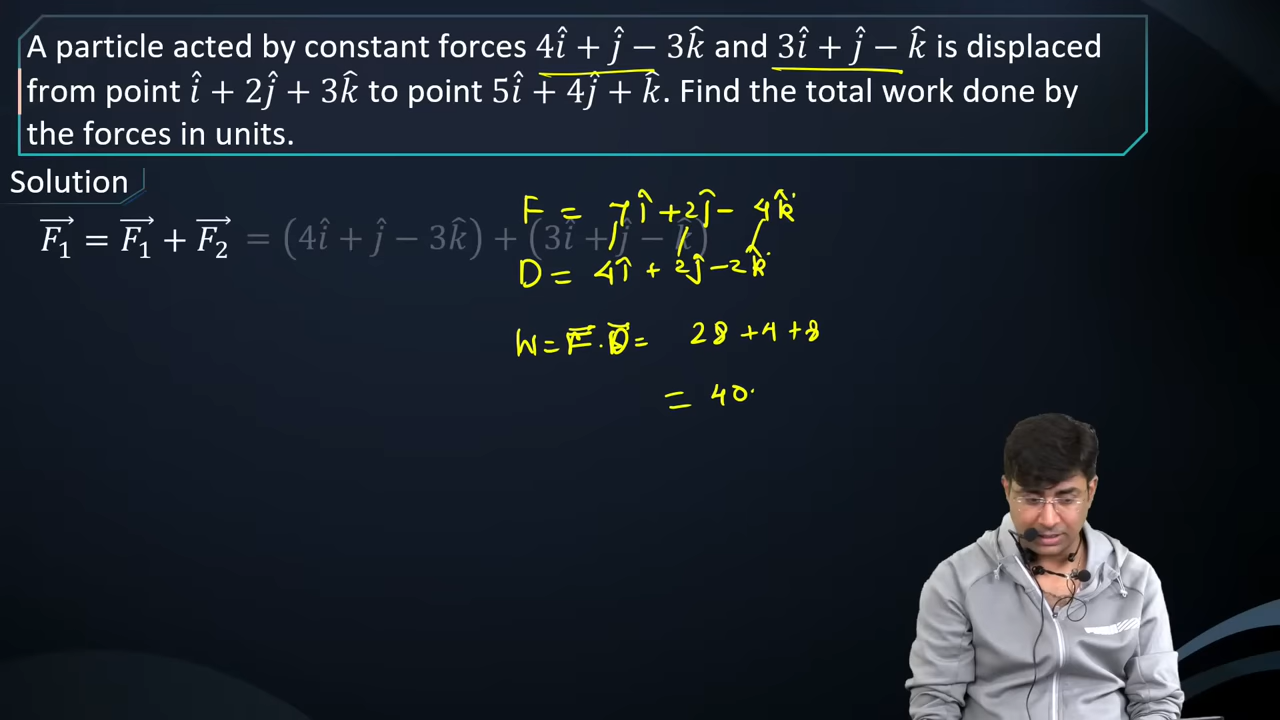 A particle acted by constant forces 4î + ĵ − 3k̂ and 3î + ĵ − k̂ is displaced
from point î + 2ĵ + 3k̂ to point 5î + 4ĵ + k̂. Find the total work done by
the forces in units.
Solution
F⃗₁ = F⃗₁ + F⃗₂ = (4î + ĵ − 3k̂) + (3î + ĵ − k̂)
F = 7î + 2ĵ − 4k̂
D = 4î + 2ĵ − 2k̂
W = F⃗ . D⃗ = 28 + 4 + 8
= 40.